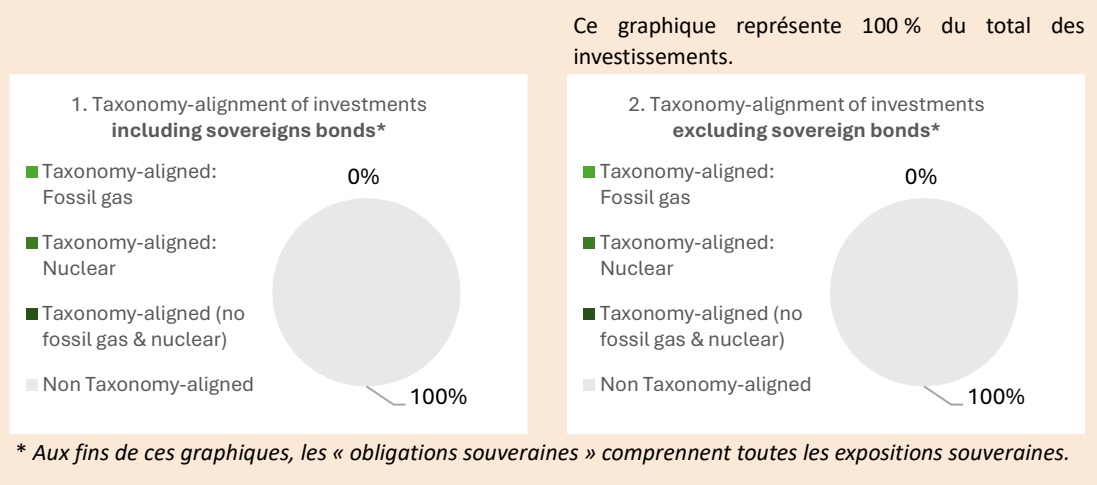 Ce graphique représente 100 % du total des
investissements.
1. Taxonomy-alignment of investments
including sovereigns bonds*
Taxonomy-aligned:
Fossil gas
Taxonomy-aligned:
Nuclear
Taxonomy-aligned (no
fossil gas & nuclear)
Non Taxonomy-aligned
0%
100%
2. Taxonomy-alignment of investments
excluding sovereign bonds*
Taxonomy-aligned:
Fossil gas
Taxonomy-aligned:
Nuclear
Taxonomy-aligned (no
fossil gas & nuclear)
Non Taxonomy-aligned
0%
100%
* Aux fins de ces graphiques, les « obligations souveraines » comprennent toutes les expositions souveraines.